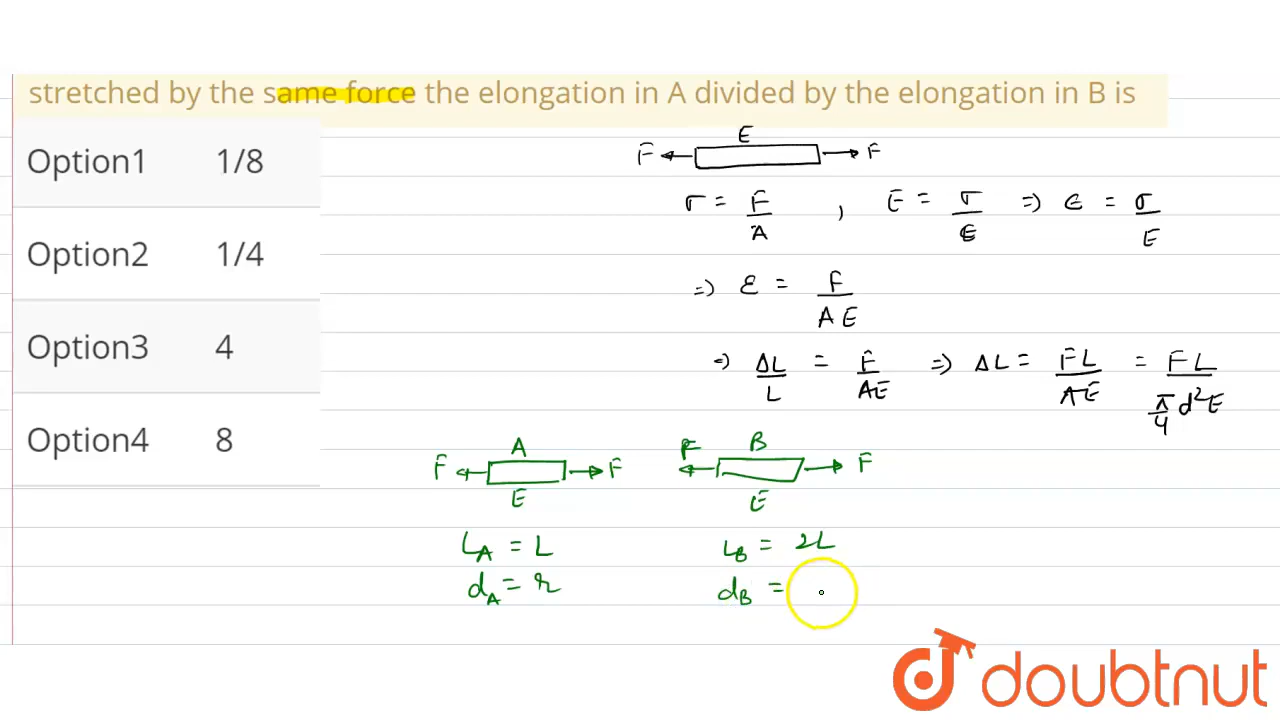 stretched by the same force the elongation in A divided by the elongation in B is
Option1 1/8
Option2 1/4
Option3 4
Option4 8
E
F F
σ = F/A , E = σ/ε => ε = σ/E
=> ε = F/AE
=> ΔL/L = F/AE => ΔL = FL/AE = FL/π/4 d²E
A B
F F F F
E E
L_A = L L_B = 2L
d_A = r d_B =
doubtnut